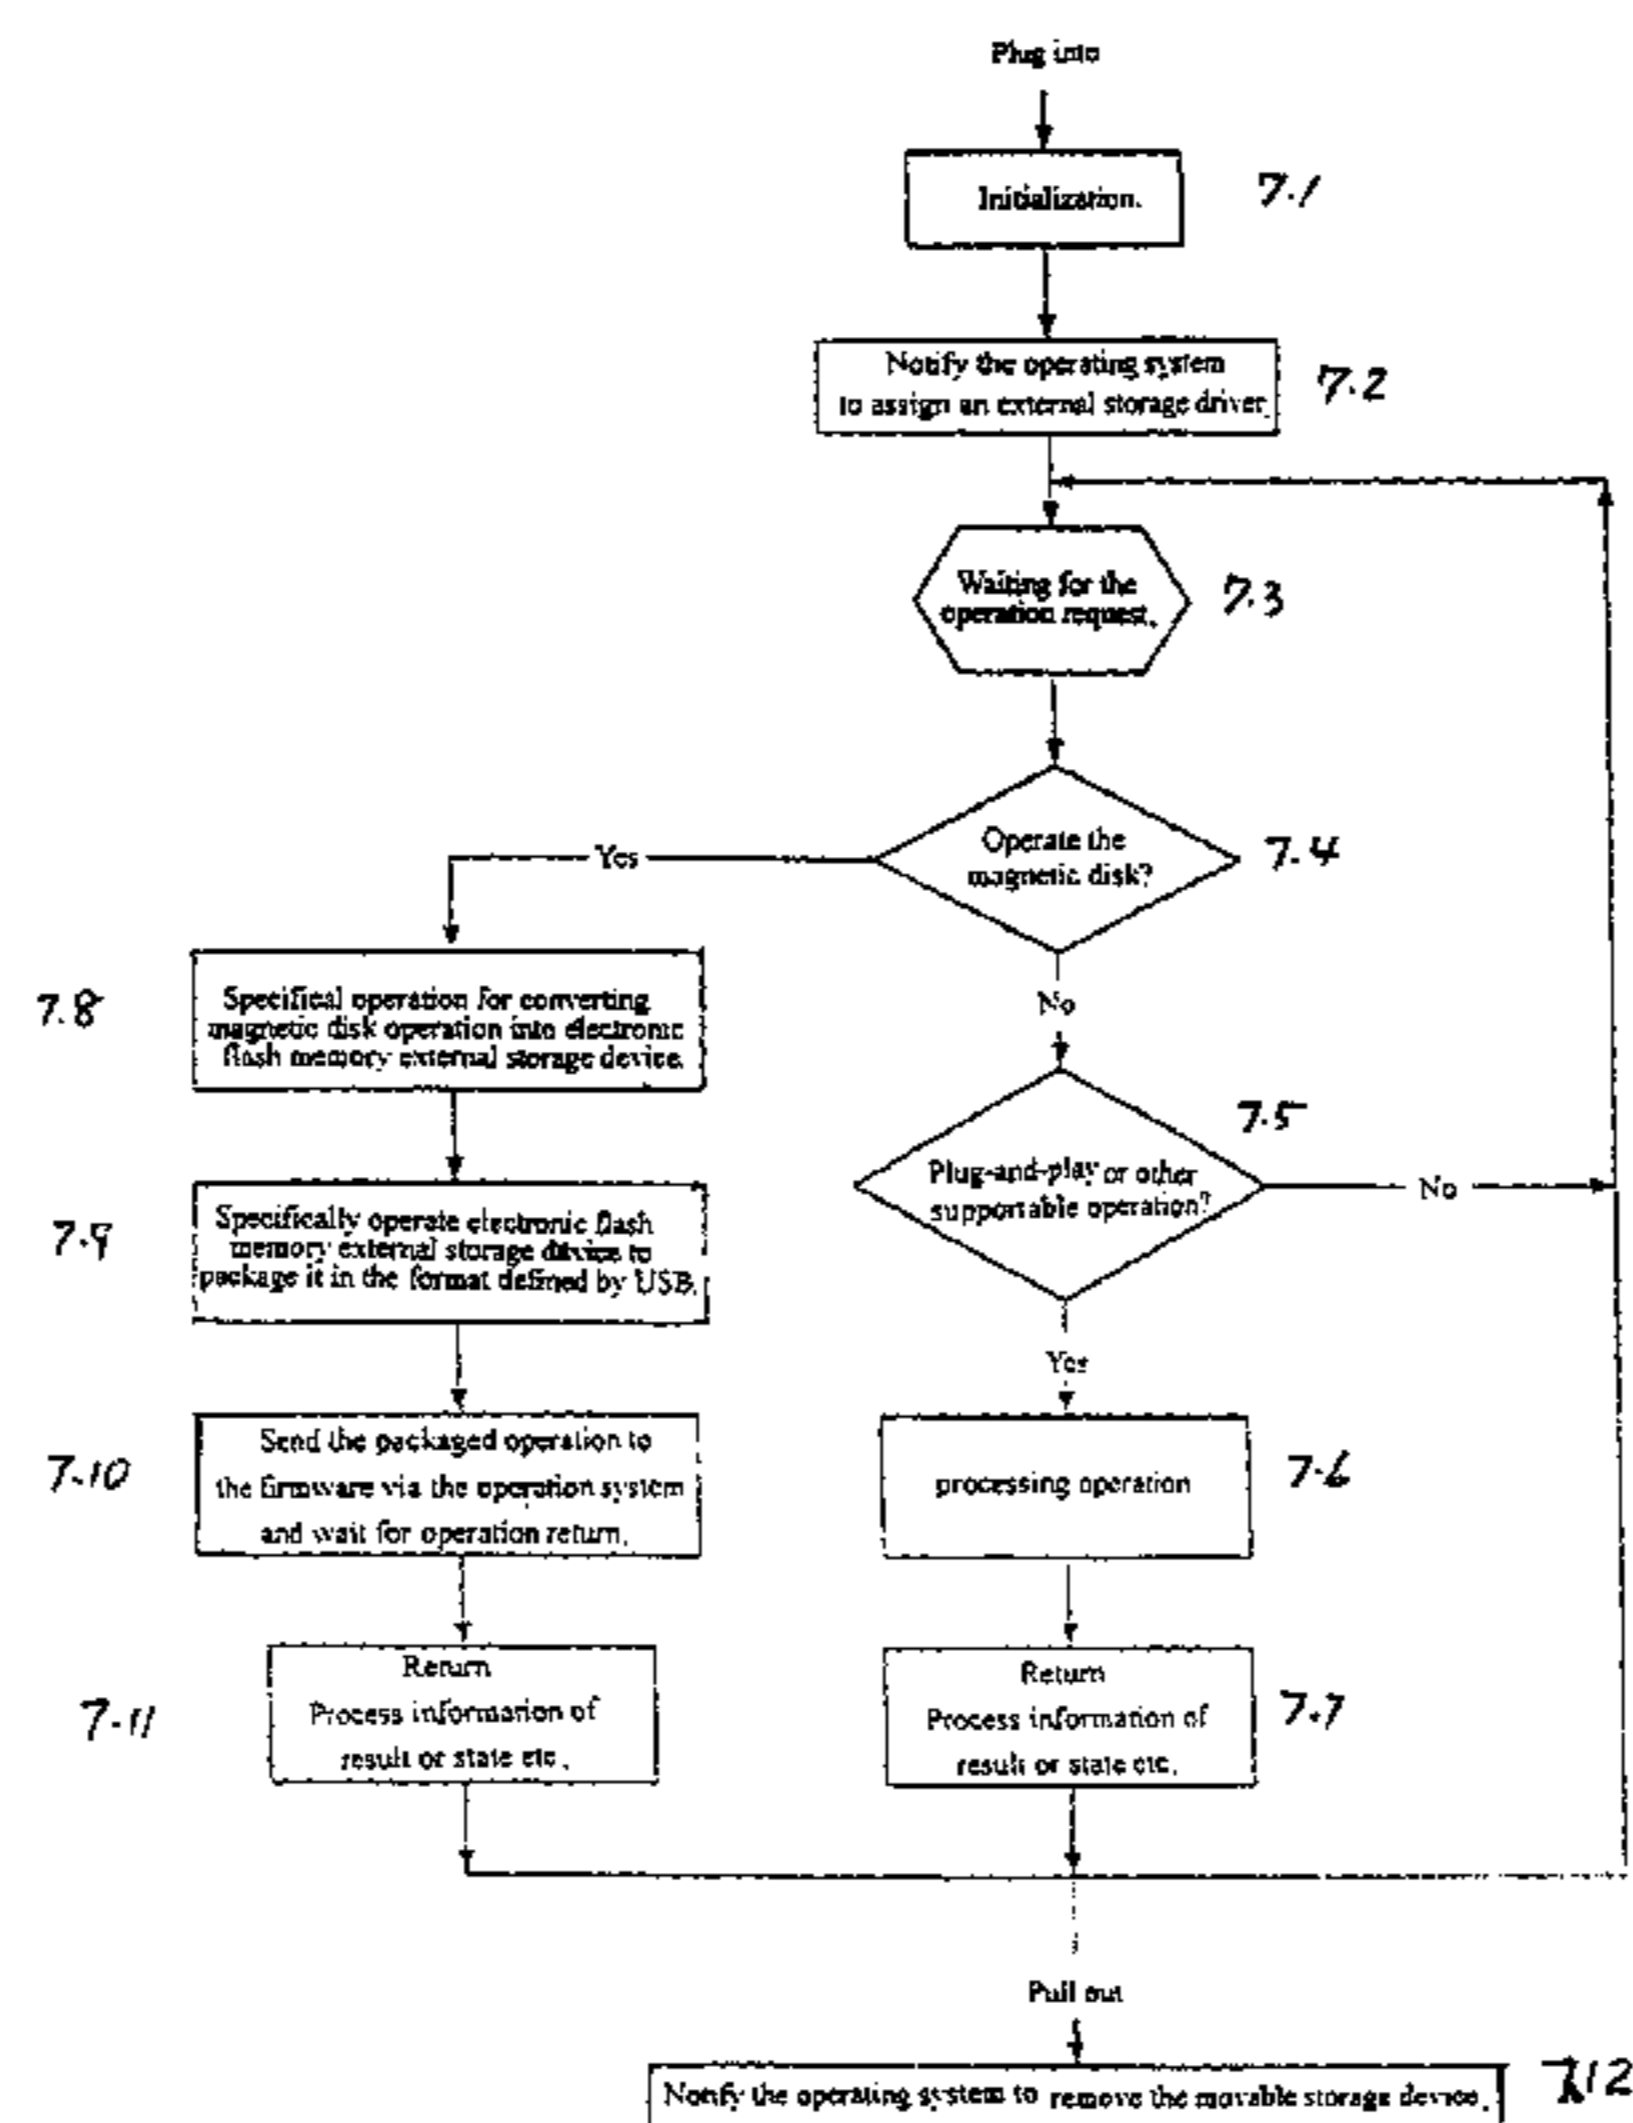 Plug into
Initialization.
7.1
Notify the operating system
to assign an external storage driver.
7.2
Waiting for the
operation request.
7.3
Operate the
magnetic disk?
7.4
Yes
No
Specifical operation for converting
magnetic disk operation into electronic
flash memory external storage device.
7.8
Plug-and-play or other
supportable operation?
7.5
No
Yes
Specifically operate electronic flash
memory external storage device to
package it in the format defined by USB.
7.9
Send the packaged operation to
the firmware via the operation system
and wait for operation return.
7.10
processing operation
7.6
Return
Process information of
result or state etc.
7.11
Return
Process information of
result or state etc.
7.7
Pull out
Notify the operating system to remove the movable storage device.
7.12